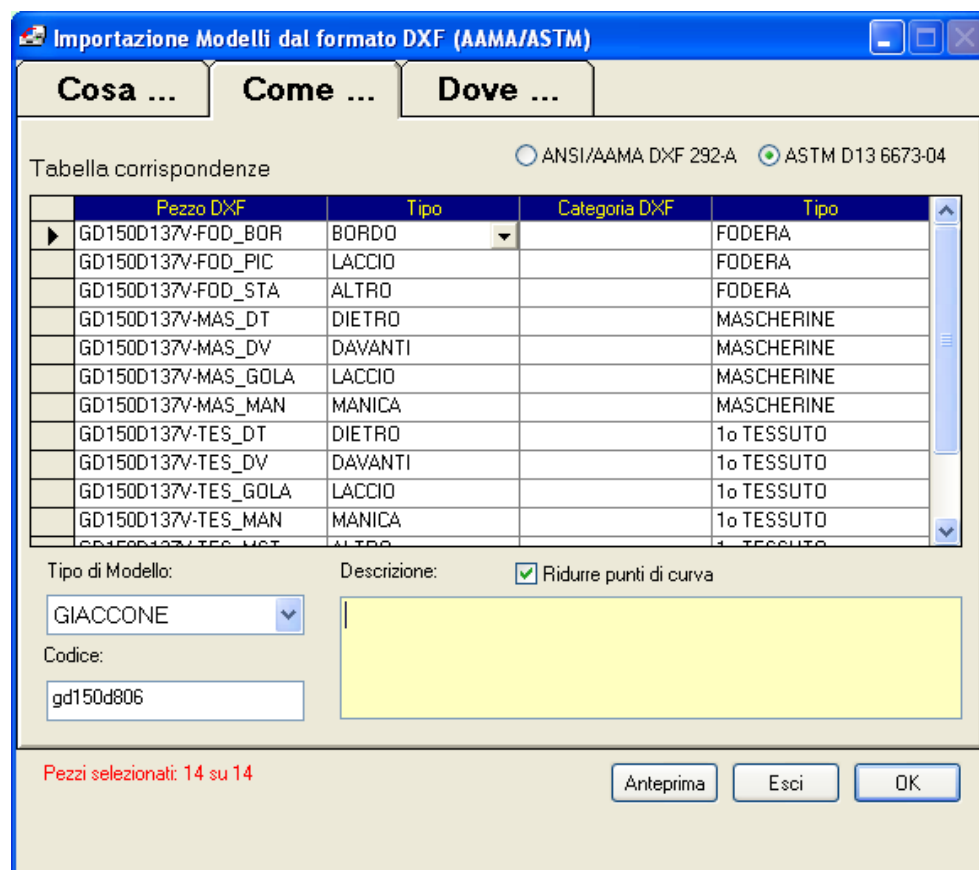 Importazione Modelli dal formato DXF (AAMA/ASTM)
Cosa ... Come ... Dove ...
Tabella corrispondenze ANSI/AAMA DXF 292-A ASTM D13 6673-04
Pezzo DXF Tipo Categoria DXF Tipo
GD150D137V-FOD_BOR BORDO FODERA
GD150D137V-FOD_PIC LACCIO FODERA
GD150D137V-FOD_STA ALTRO FODERA
GD150D137V-MAS_DT DIETRO MASCHERINE
GD150D137V-MAS_DV DAVANTI MASCHERINE
GD150D137V-MAS_GOLA LACCIO MASCHERINE
GD150D137V-MAS_MAN MANICA MASCHERINE
GD150D137V-TES_DT DIETRO 1o TESSUTO
GD150D137V-TES_DV DAVANTI 1o TESSUTO
GD150D137V-TES_GOLA LACCIO 1o TESSUTO
GD150D137V-TES_MAN MANICA 1o TESSUTO
Tipo di Modello: Descrizione: Ridurre punti di curva
GIACCONE
Codice:
gd150d806
Pezzi selezionati: 14 su 14
Anteprima Esci OK